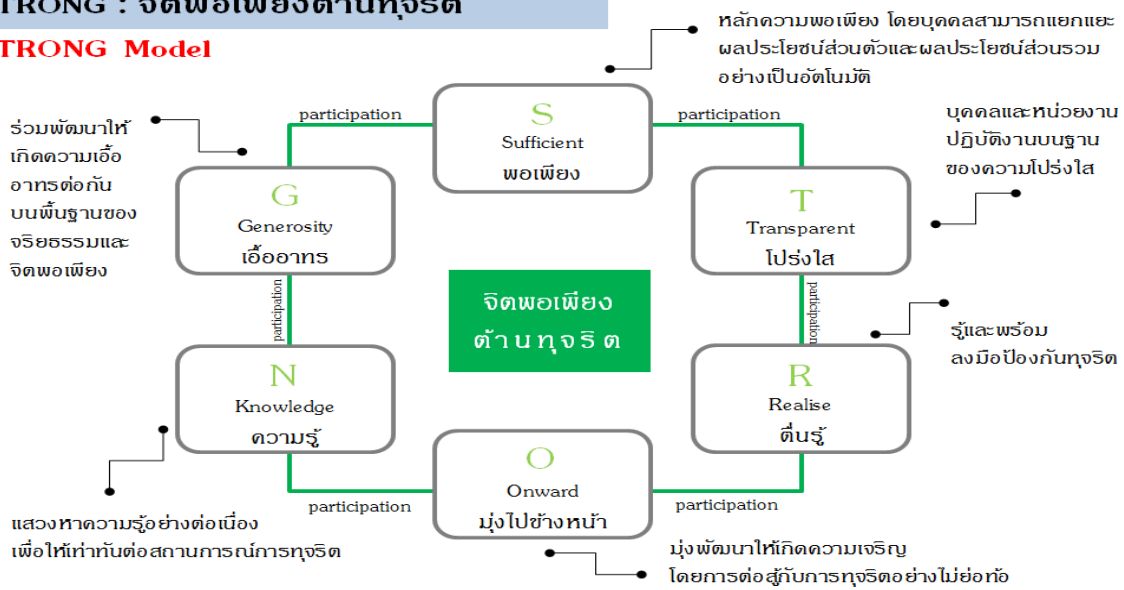 TRONG : จิตพอเพียงต้านทุจริต
TRONG Model
หลักความพอเพียง โดยบุคคลสามารถแยกแยะ
ผลประโยชน์ส่วนตัวและผลประโยชน์ส่วนรวม
อย่างเป็นอัตโนมัติ
participation
S
Sufficient
พอเพียง
participation
บุคคลและหน่วยงาน
ปฏิบัติงานบนฐาน
ของความโปร่งใส
ร่วมพัฒนาให้
เกิดความเอื้อ
อาทรต่อกัน
บนพื้นฐานของ
จริยธรรมและ
จิตพอเพียง
G
Generosity
เอื้ออาทร
T
Transparent
โปร่งใส
participation
จิตพอเพียง
ต้านทุจริต
participation
รู้และพร้อม
ลงมือป้องกันทุจริต
N
Knowledge
ความรู้
R
Realise
ตื่นรู้
O
Onward
มุ่งไปข้างหน้า
participation
participation
แสวงหาความรู้อย่างต่อเนื่อง
เพื่อให้เท่าทันต่อสถานการณ์การทุจริต
มุ่งพัฒนาให้เกิดความเจริญ
โดยการต่อสู้กับการทุจริตอย่างไม่ย่อท้อ